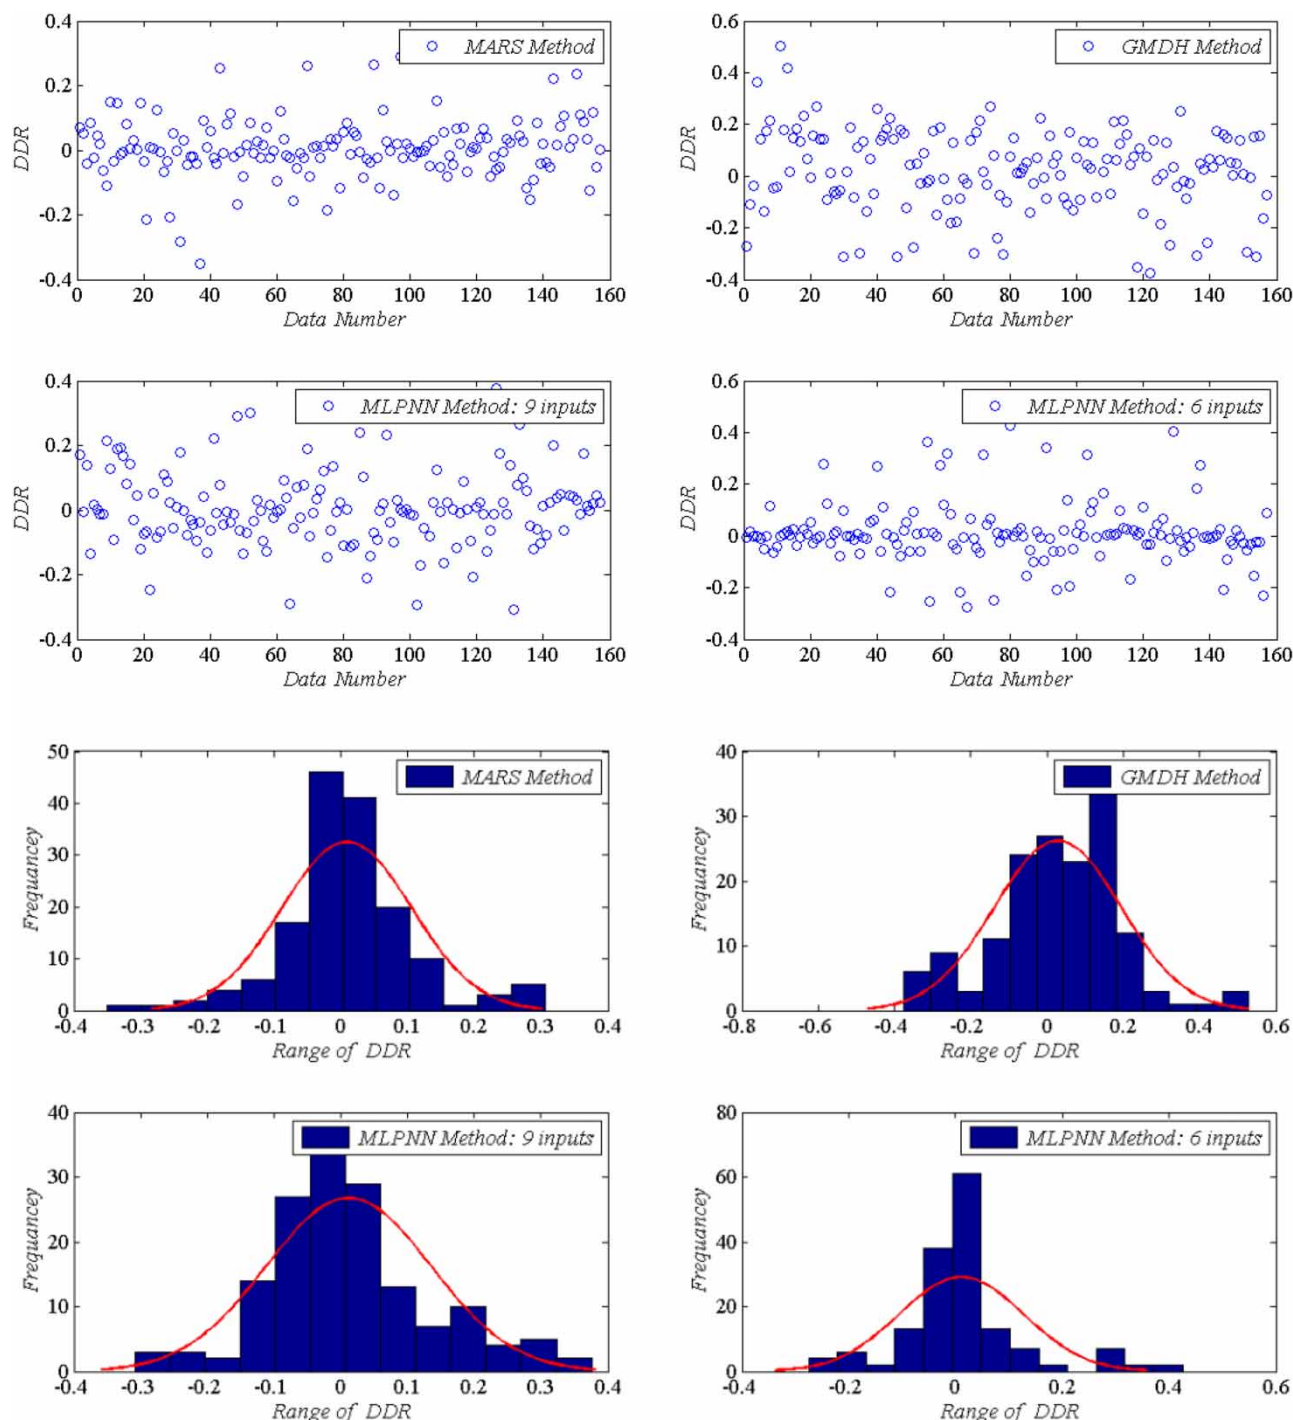 0.4
0.2
0
-0.2
-0.4
DDR
MARS Method
0 20 40 60 80 100 120 140 160
Data Number
0.6
0.4
0.2
0
-0.2
-0.4
DDR
GMDH Method
0 20 40 60 80 100 120 140 160
Data Number
0.4
0.2
0
-0.2
-0.4
DDR
MLPNN Method: 9 inputs
0 20 40 60 80 100 120 140 160
Data Number
0.6
0.4
0.2
0
-0.2
-0.4
DDR
MLPNN Method: 6 inputs
0 20 40 60 80 100 120 140 160
Data Number
50
40
30
20
10
0
Frequancey
MARS Method
-0.4 -0.3 -0.2 -0.1 0 0.1 0.2 0.3 0.4
Range of DDR
40
30
20
10
0
Frequancey
GMDH Method
-0.8 -0.6 -0.4 -0.2 0 0.2 0.4 0.6
Range of DDR
40
30
20
10
0
Frequancey
MLPNN Method: 9 inputs
-0.4 -0.3 -0.2 -0.1 0 0.1 0.2 0.3 0.4
Range of DDR
80
60
40
20
0
Frequancey
MLPNN Method: 6 inputs
-0.4 -0.2 0 0.2 0.4 0.6
Range of DDR